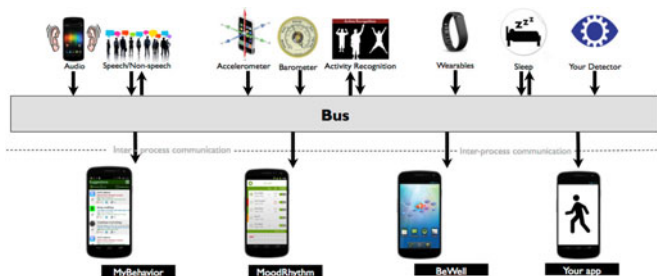 Audio
Speech/Non-speech
Accelerometer
Barometer
Activity Recognition
Wearables
Sleep
Your Detector
Bus
Inter-process communication
Inter-process communication
MyBehavior
MoodRhythm
BeWell
Your app